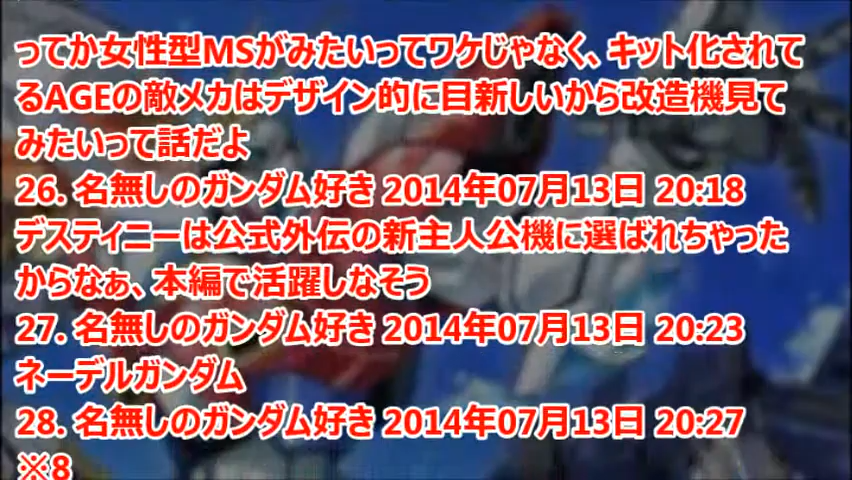 ってか女性型MSがみたいってワケじゃなく、キット化されて
るAGEの敵メカはデザイン的に目新しいから改造機見て
みたいって話だよ
26. 名無しのガンダム好き 2014年07月13日 20:18
デスティニーは公式外伝の新主人公機に選ばれちゃった
からなぁ、本編で活躍しなそう
27. 名無しのガンダム好き 2014年07月13日 20:23
ネーデルガンダム
28. 名無しのガンダム好き 2014年07月13日 20:27
※8